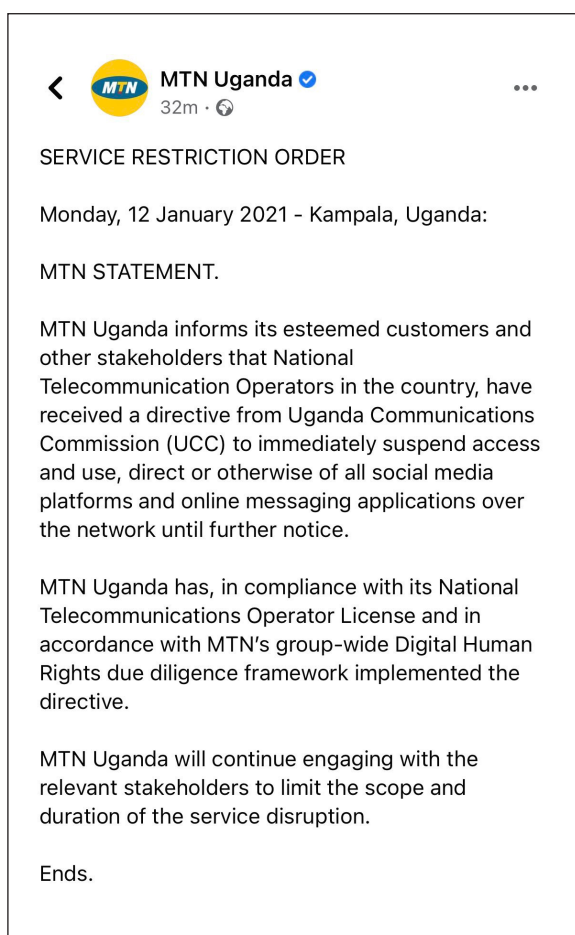 MTN
MTN Uganda
32m ·
SERVICE RESTRICTION ORDER
Monday, 12 January 2021 - Kampala, Uganda:
MTN STATEMENT.
MTN Uganda informs its esteemed customers and
other stakeholders that National
Telecommunication Operators in the country, have
received a directive from Uganda Communications
Commission (UCC) to immediately suspend access
and use, direct or otherwise of all social media
platforms and online messaging applications over
the network until further notice.
MTN Uganda has, in compliance with its National
Telecommunications Operator License and in
accordance with MTN’s group-wide Digital Human
Rights due diligence framework implemented the
directive.
MTN Uganda will continue engaging with the
relevant stakeholders to limit the scope and
duration of the service disruption.
Ends.